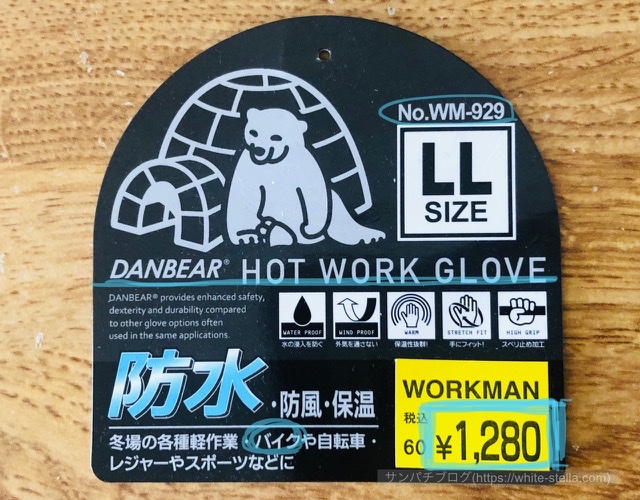 No.WM-929
LL
SIZE
DANBEAR® HOT WORK GLOVE
DANBEAR® provides enhanced safety,
dexterity and durability compared
to other glove options often
used in the same applications.
WATER PROOF
水の浸入を防ぐ
WIND PROOF
外気を通さない
WARM
保温性抜群!
STRETCH FIT
手にフィット!
HIGH GRIP
スベリ止め加工
防水・防風・保温
冬場の各種軽作業・バイクや自転車・
レジャーやスポーツなどに
WORKMAN
税込
60 ¥1,280
サンパチブログ(https://white-stella.com)